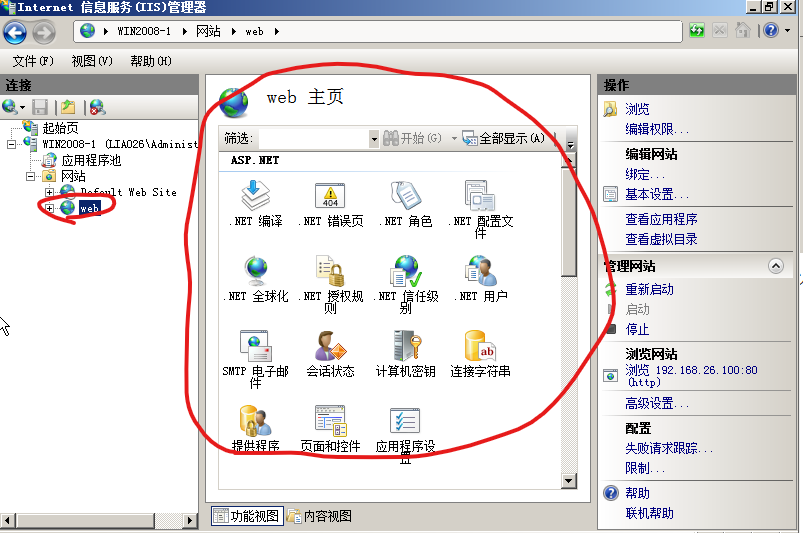 Internet 信息服务(IIS)管理器
WIN2008-1 网站 web
文件(F) 视图(V) 帮助(H)
连接
起始页
WIN2008-1 (LIAO26\Administ
应用程序池
网站
Default Web Site
web
web 主页
筛选: 开始(G) 全部显示(A)
ASP.NET
.NET 编译
.NET 错误页
404
.NET 角色
.NET 配置文
件
.NET 全球化
.NET 授权规
则
.NET 信任级
别
.NET 用户
SMTP 电子邮
件
会话状态
计算机密钥
ab
连接字符串
提供程序
页面和控件
应用程序设
置
功能视图 内容视图
操作
浏览
编辑权限...
编辑网站
绑定...
基本设置...
查看应用程序
查看虚拟目录
管理网站
重新启动
启动
停止
浏览网站
浏览 192.168.26.100:80
(http)
高级设置...
配置
失败请求跟踪...
限制...
帮助
联机帮助